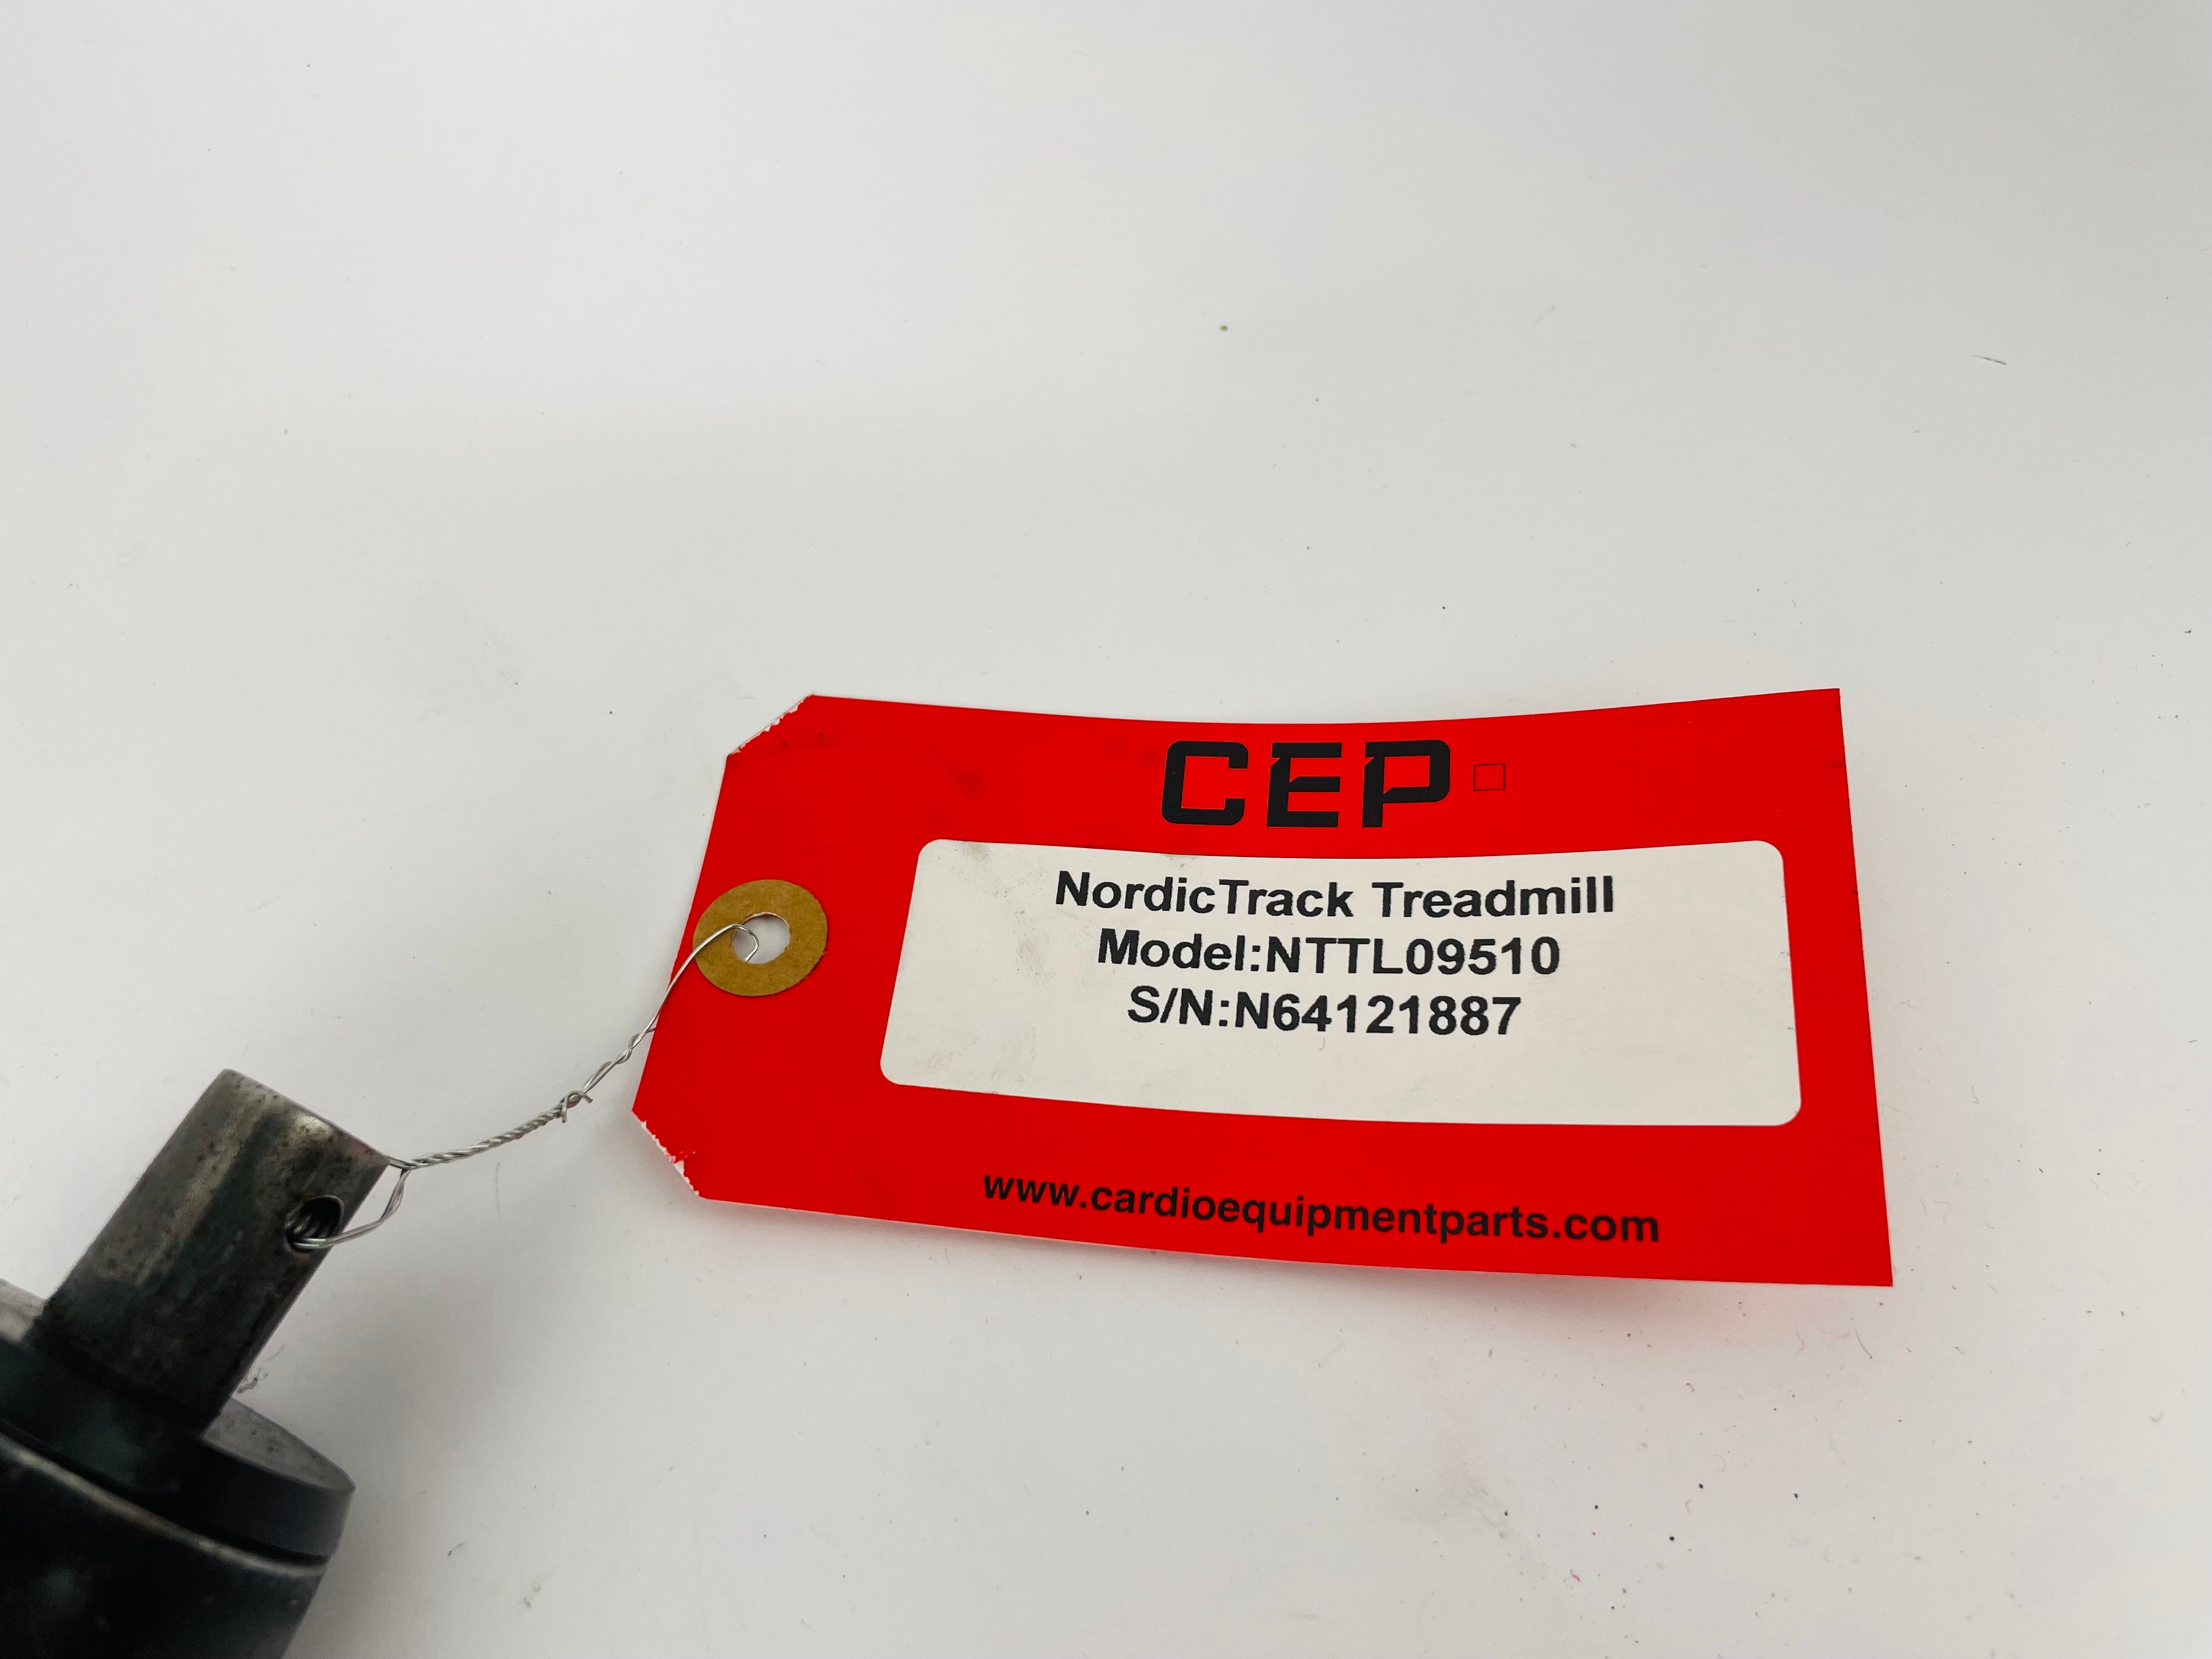 CEP
NordicTrack Treadmill
Model:NTTL09510
S/N:N64121887
www.cardioequipmentparts.com